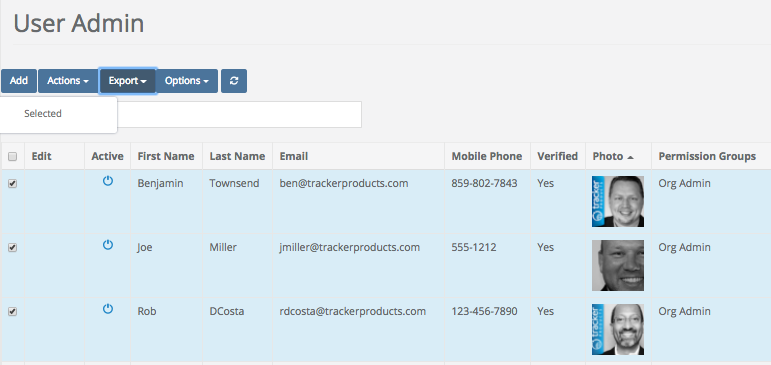 User Admin
Add Actions Export Options
Selected
Edit Active First Name Last Name Email Mobile Phone Verified Photo Permission Groups
Benjamin Townsend ben@trackerproducts.com 859-802-7843 Yes tracker Org Admin
Joe Miller jmiller@trackerproducts.com 555-1212 Yes Org Admin
Rob DCosta rdcosta@trackerproducts.com 123-456-7890 Yes tracker Org Admin